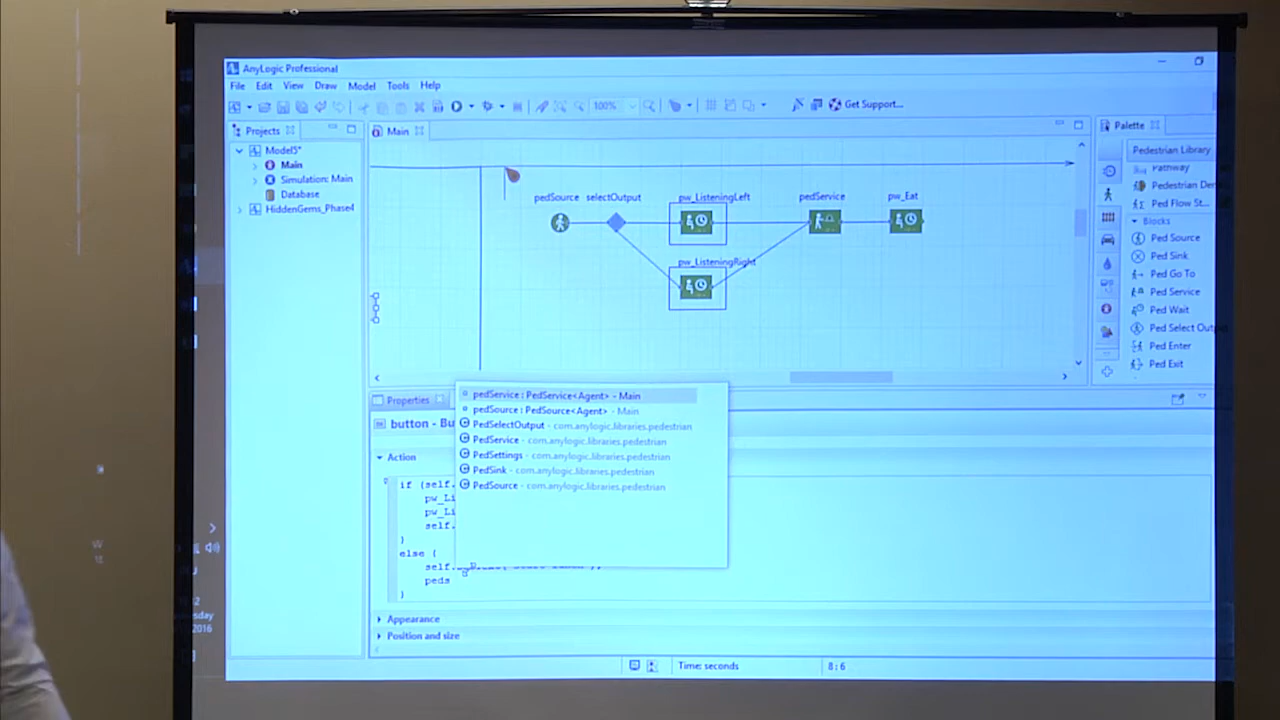 AnyLogic Professional
File Edit View Draw Model Tools Help
100% Get Support...
Projects Main Palette
Model5*
Main
Simulation: Main
Database
HiddenGems_Phase4
pedSource selectOutput pw_ListeningLeft pedService pw_Eat
pw_ListeningRight
Pedestrian Library
Pathway
Pedestrian Den
Ped Flow St...
Blocks
Ped Source
Ped Sink
Ped Go To
Ped Service
Ped Wait
Ped Select Outp
Ped Enter
Ped Exit
Properties
button - Bu
Action
pedService : PedService<Agent> - Main
pedSource : PedSource<Agent> - Main
PedSelectOutput - com.anylogic.libraries.pedestrian
PedService - com.anylogic.libraries.pedestrian
PedSettings - com.anylogic.libraries.pedestrian
PedSink - com.anylogic.libraries.pedestrian
PedSource - com.anylogic.libraries.pedestrian
if (self.
pw_Li
pw_Li
self.
}
else {
self.
peds
}
Appearance
Position and size
Time: seconds 8:6
2016